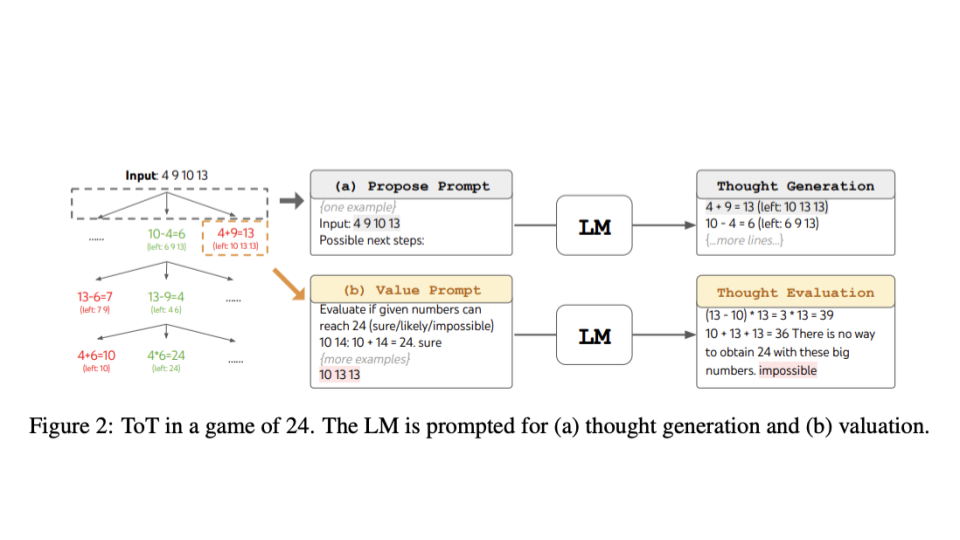 Input: 4 9 10 13
......
10-4=6
(left: 6 9 13)
4+9=13
(left: 10 13 13)
13-6=7
(left: 7 9)
13-9=4
(left: 4 6)
......
4+6=10
(left: 10)
4*6=24
(left: 24)
......
(a) Propose Prompt
{one example}
Input: 4 9 10 13
Possible next steps:
LM
Thought Generation
4 + 9 = 13 (left: 10 13 13)
10 - 4 = 6 (left: 6 9 13)
{...more lines...}
(b) Value Prompt
Evaluate if given numbers can
reach 24 (sure/likely/impossible)
10 14: 10 + 14 = 24. sure
{more examples}
10 13 13
LM
Thought Evaluation
(13 - 10) * 13 = 3 * 13 = 39
10 + 13 + 13 = 36 There is no way
to obtain 24 with these big
numbers. impossible
Figure 2: ToT in a game of 24. The LM is prompted for (a) thought generation and (b) valuation.